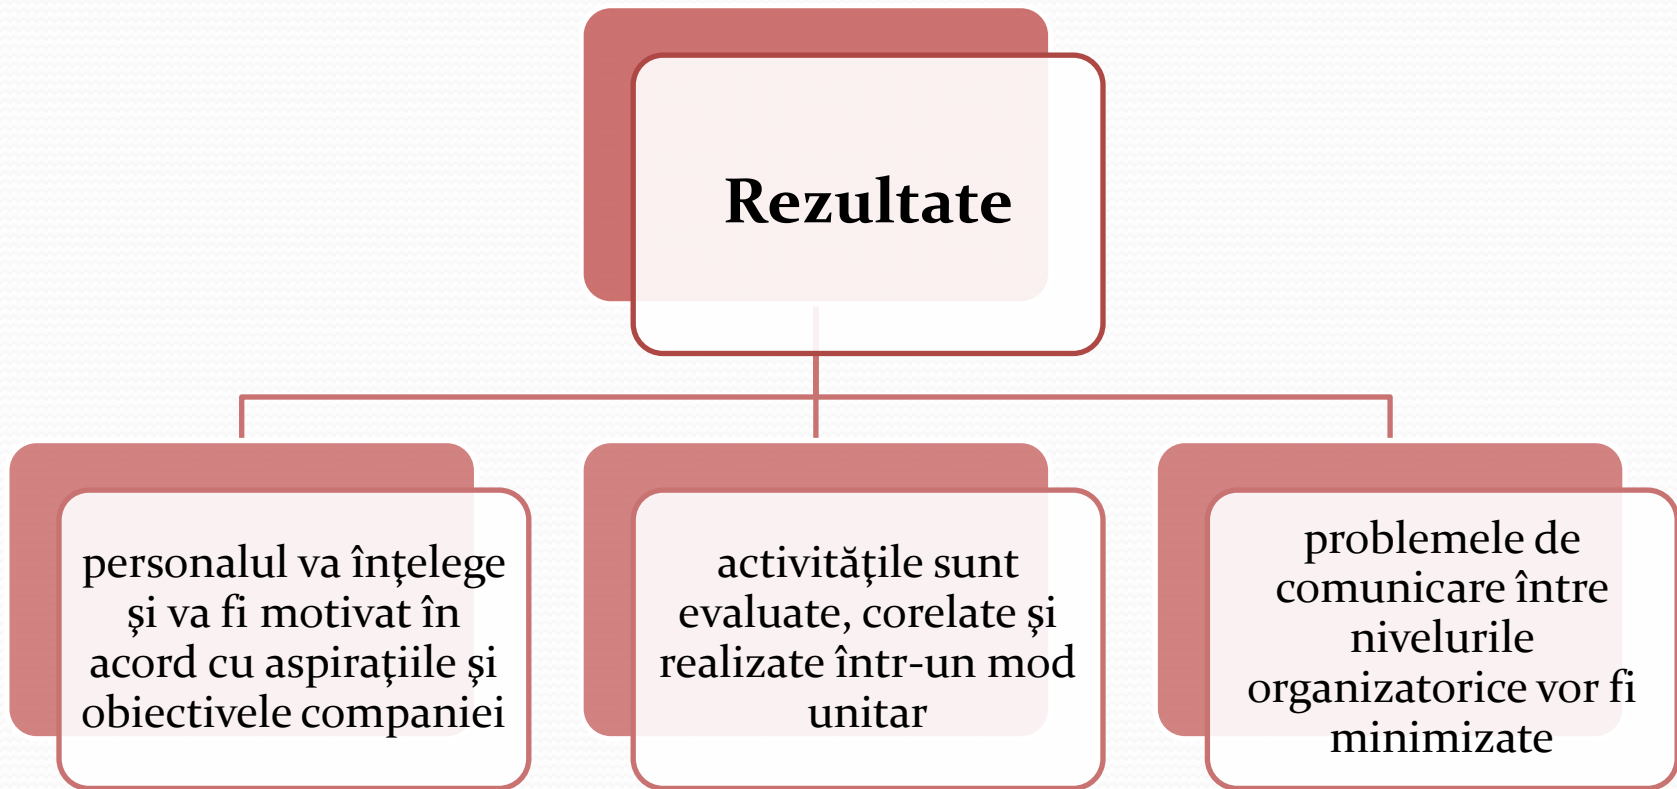 Rezultate
personalul va înţelege
şi va fi motivat în
acord cu aspiraţiile şi
obiectivele companiei
activităţile sunt
evaluate, corelate şi
realizate într-un mod
unitar
problemele de
comunicare între
nivelurile
organizatorice vor fi
minimizate